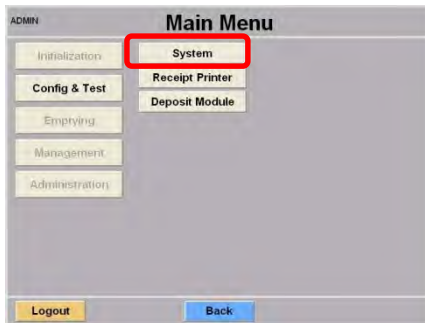 ADMIN
Main Menu
Initialization
System
Config & Test
Receipt Printer
Deposit Module
Emptying
Management
Administration
Logout
Back